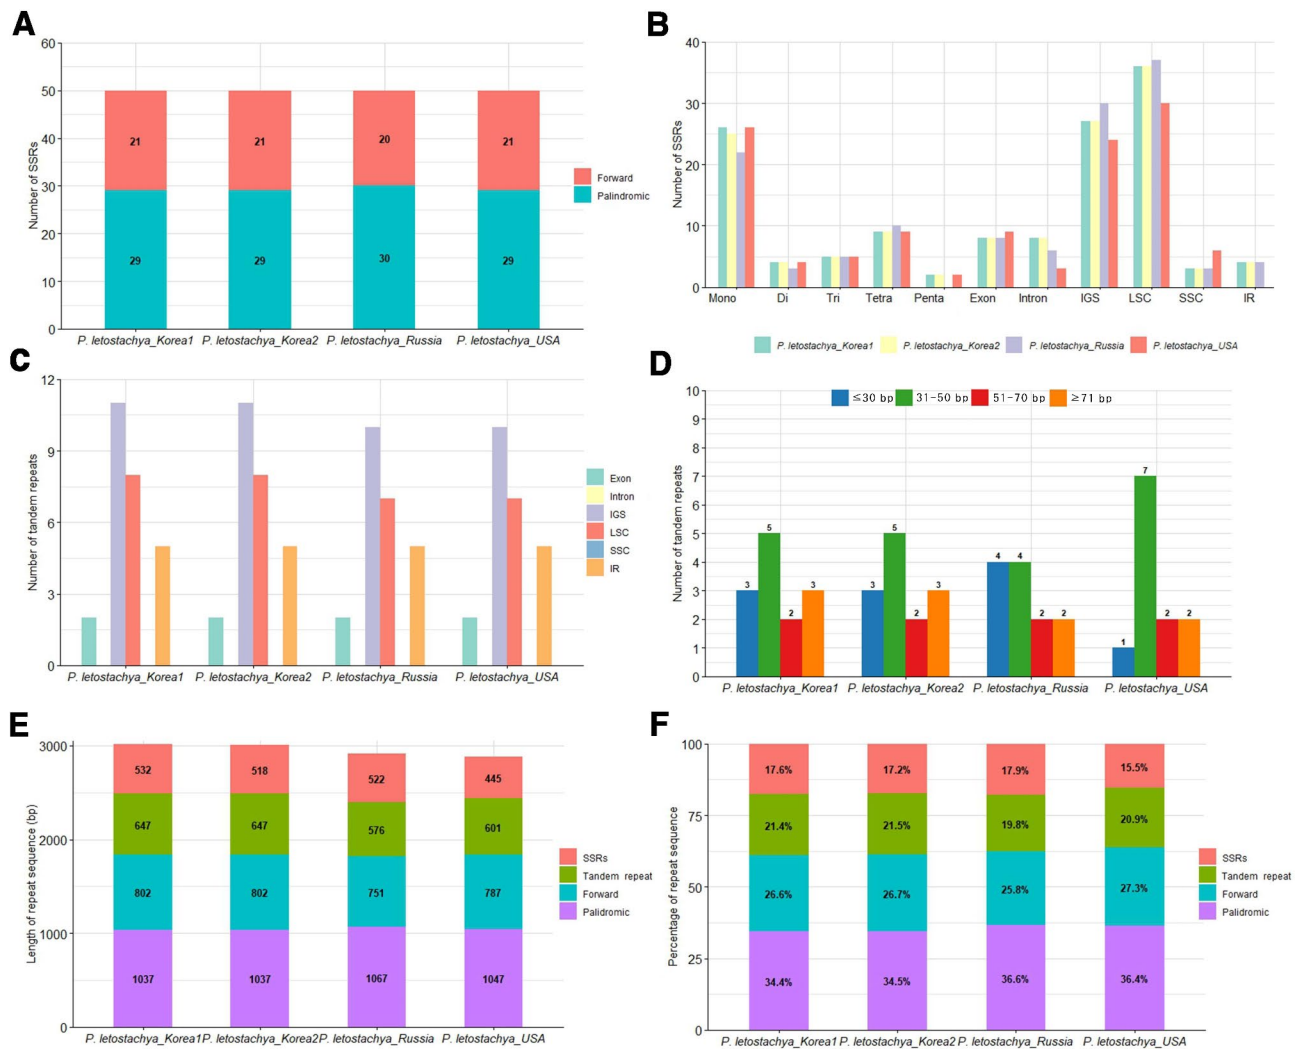 A
60
50
40
30
20
10
0
Number of SSRs
21
21
20
21
29
29
30
29
P. letostachya_Korea1
P. letostachya_Korea2
P. letostachya_Russia
P. letostachya_USA
Forward
Palindromic
B
40
30
20
10
0
Number of SSRs
Mono
Di
Tri
Tetra
Penta
Exon
Intron
IGS
LSC
SSC
IR
P. letostachya_Korea1
P. letostachya_Korea2
P. letostachya_Russia
P. letostachya_USA
C
12
9
6
3
0
Number of tandem repeats
P. letostachya_Korea1
P. letostachya_Korea2
P. letostachya_Russia
P. letostachya_USA
Exon
Intron
IGS
LSC
SSC
IR
D
10
9
8
7
6
5
4
3
2
1
0
Number of tandem repeats
≤30 bp
31-50 bp
51-70 bp
≥71 bp
3
5
2
3
3
5
2
3
4
4
2
2
1
7
2
2
P. letostachya_Korea1
P. letostachya_Korea2
P. letostachya_Russia
P. letostachya_USA
E
3000
2000
1000
0
Length of repeat sequence (bp)
532
518
522
445
647
647
576
601
802
802
751
787
1037
1037
1067
1047
P. letostachya_Korea1
P. letostachya_Korea2
P. letostachya_Russia
P. letostachya_USA
SSRs
Tandem repeat
Forward
Palidromic
F
100
75
50
25
0
Percentage of repeat sequence
17.6%
17.2%
17.9%
15.5%
21.4%
21.5%
19.8%
20.9%
26.6%
26.7%
25.8%
27.3%
34.4%
34.5%
36.6%
36.4%
P. letostachya_Korea1
P. letostachya_Korea2
P. letostachya_Russia
P. letostachya_USA
SSRs
Tandem repeat
Forward
Palidromic